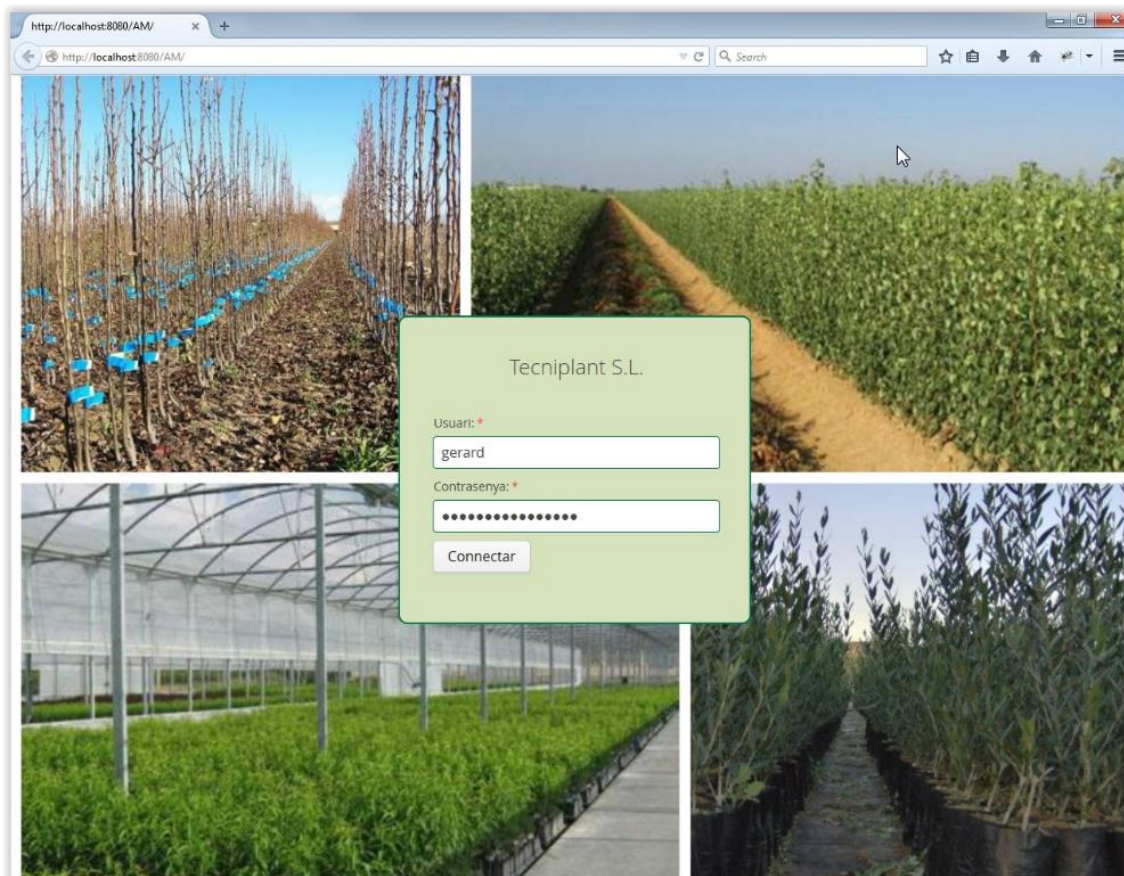 http://localhost:8080/AM/
http://localhost:8080/AM/
Search
Tecniplant S.L.
Usuari: *
gerard
Contrasenya: *
••••••••••••••••
Connectar